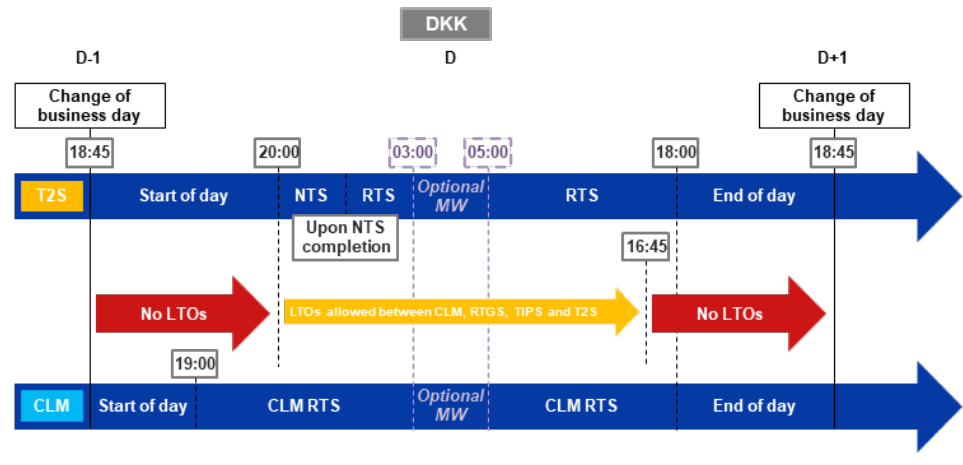 DKK
D-1
D
D+1
Change of
business day
Change of
business day
18:45
20:00
03:00
05:00
18:00
18:45
T2S
Start of day
NTS
RTS
Optional
MW
RTS
End of day
Upon NTS
completion
16:45
No LTOs
LTOs allowed between CLM, RTGS, TIPS and T2S
No LTOs
19:00
CLM
Start of day
CLM RTS
Optional
MW
CLM RTS
End of day